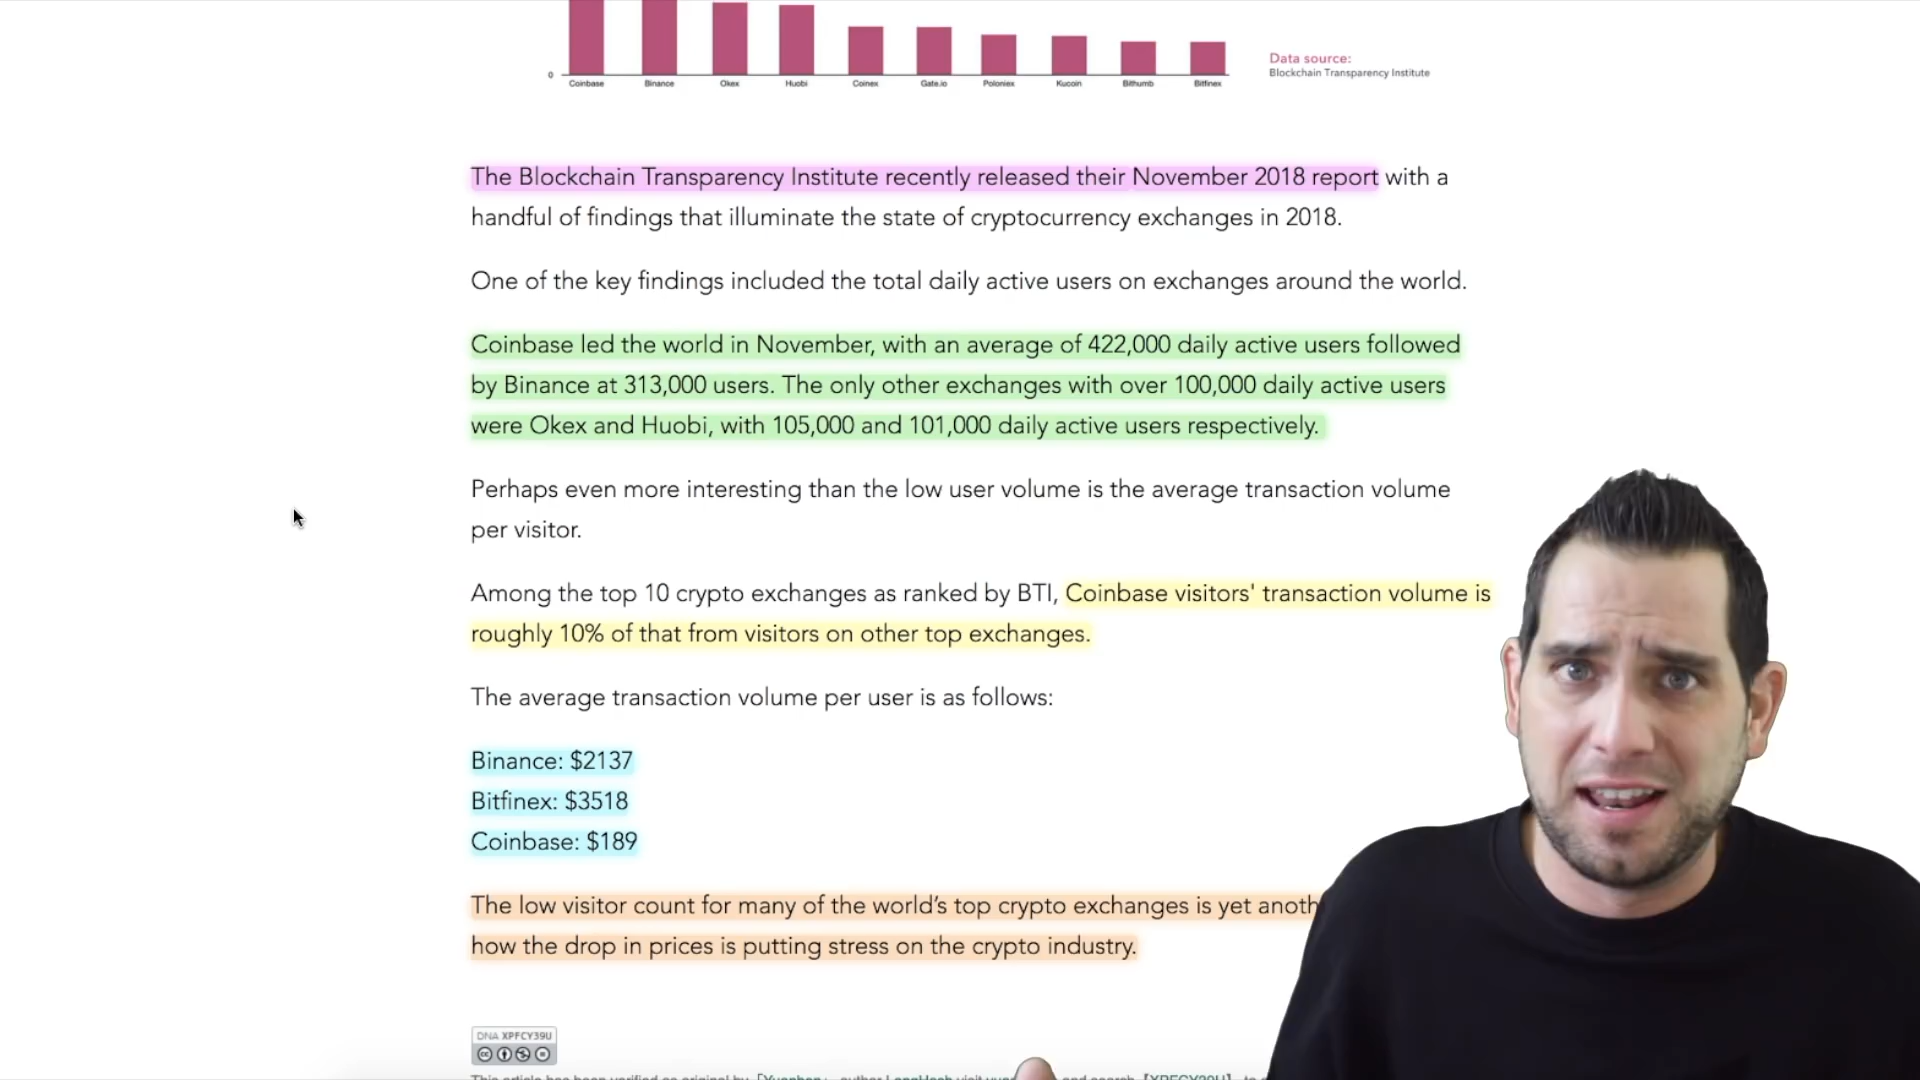 0
Coinbase Binance Okex Huobi Coinex Gate.io Poloniex Kucoin Bithumb Bitfinex
Data source:
Blockchain Transparency Institute
The Blockchain Transparency Institute recently released their November 2018 report with a
handful of findings that illuminate the state of cryptocurrency exchanges in 2018.
One of the key findings included the total daily active users on exchanges around the world.
Coinbase led the world in November, with an average of 422,000 daily active users followed
by Binance at 313,000 users. The only other exchanges with over 100,000 daily active users
were Okex and Huobi, with 105,000 and 101,000 daily active users respectively.
Perhaps even more interesting than the low user volume is the average transaction volume
per visitor.
Among the top 10 crypto exchanges as ranked by BTI, Coinbase visitors' transaction volume is
roughly 10% of that from visitors on other top exchanges.
The average transaction volume per user is as follows:
Binance: $2137
Bitfinex: $3518
Coinbase: $189
The low visitor count for many of the world’s top crypto exchanges is yet anoth
how the drop in prices is putting stress on the crypto industry.
DNA XPFCY39U